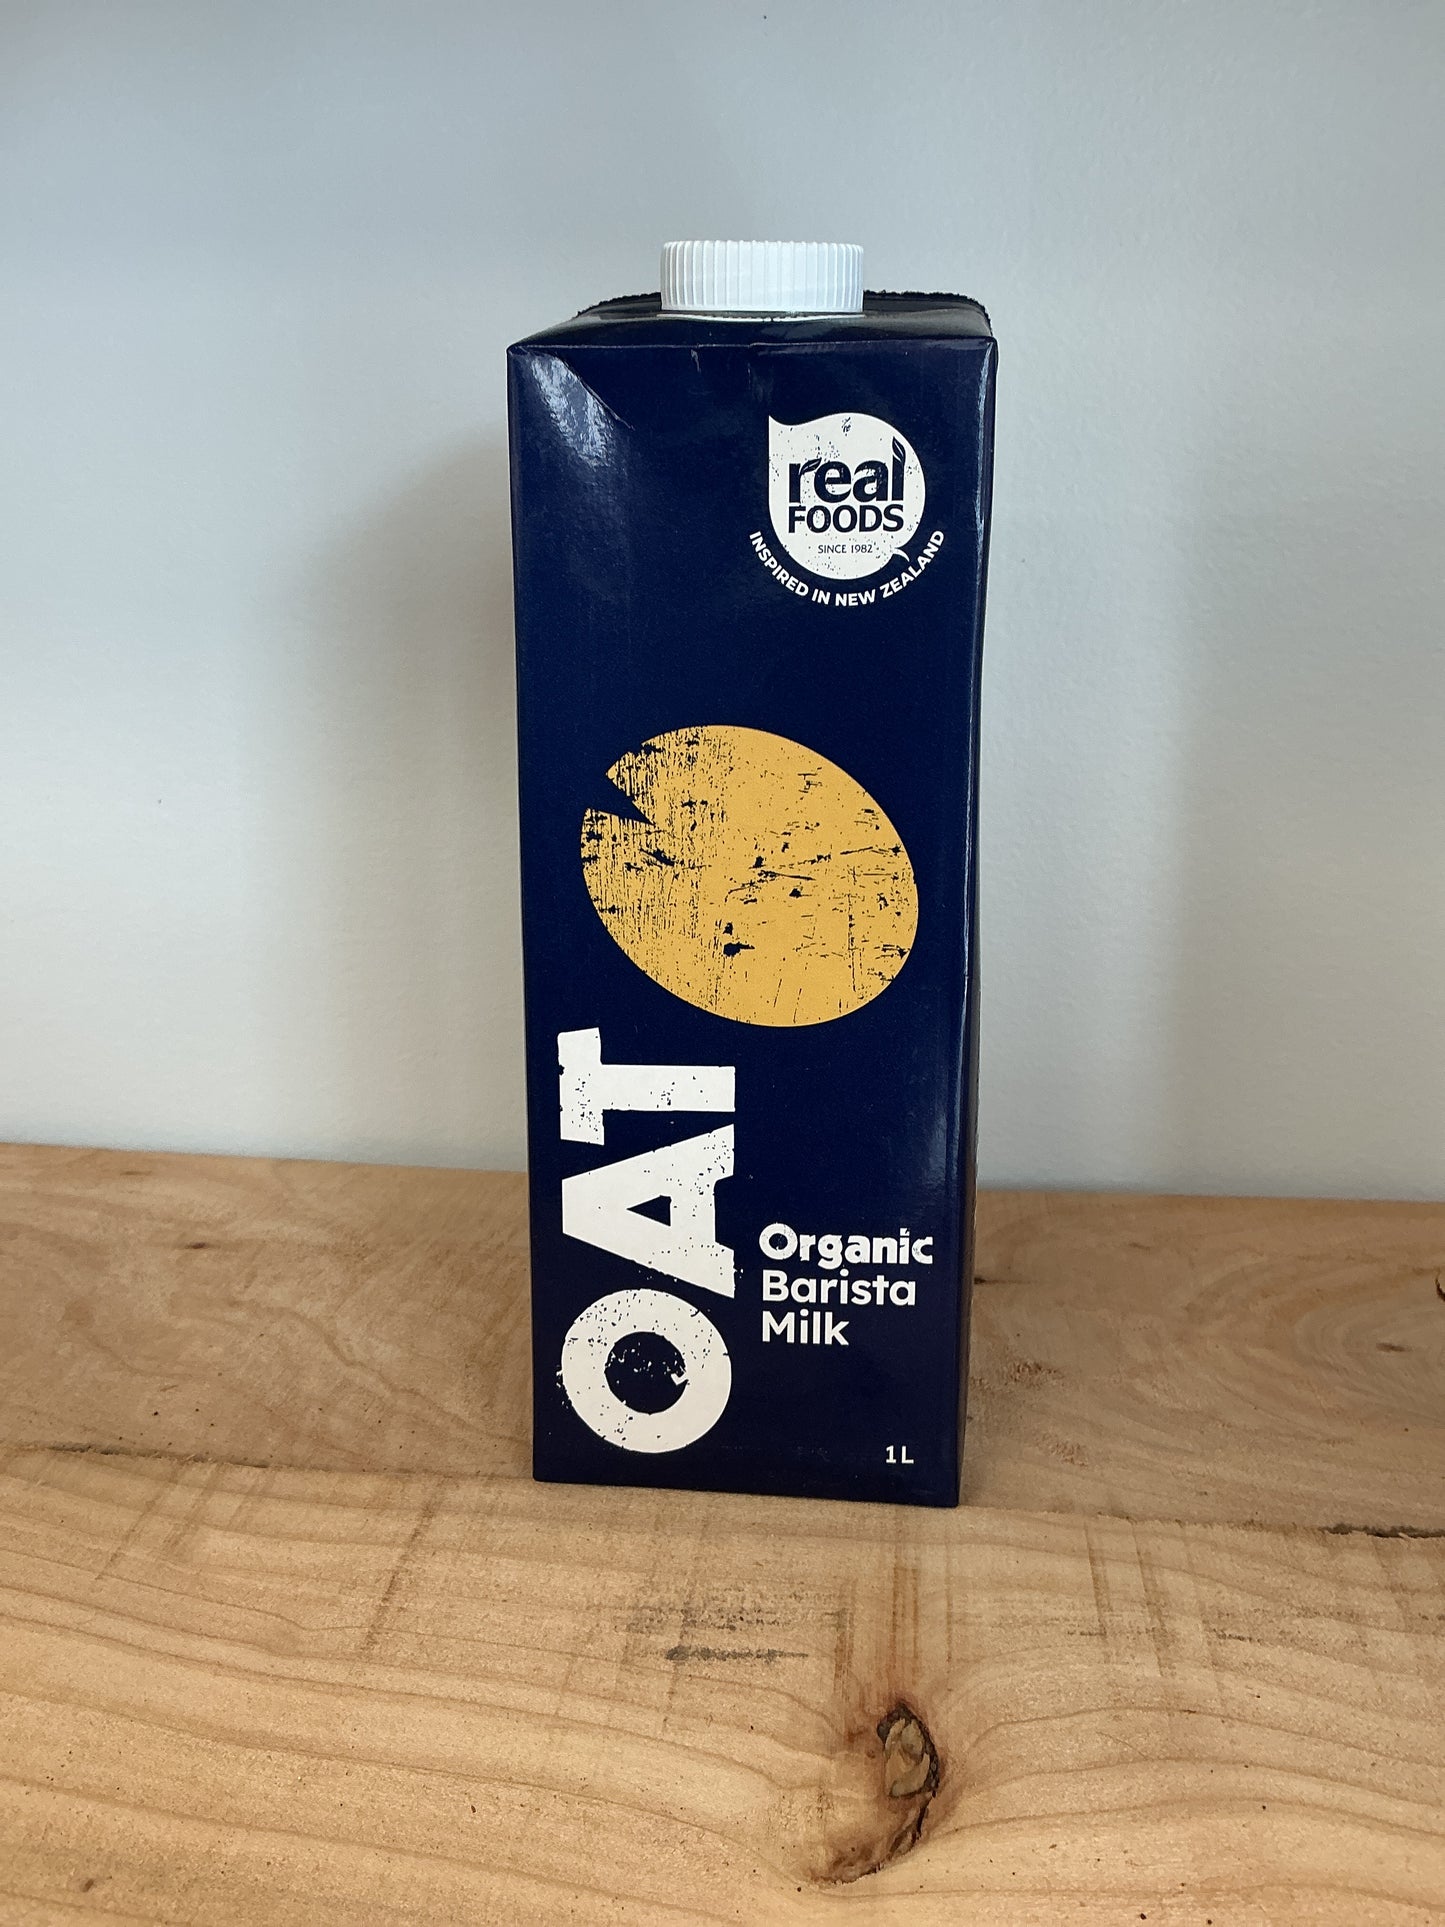 real
FOODS
SINCE 1982
INSPIRED IN NEW ZEALAND
OAT
Organic
Barista
Milk
1L